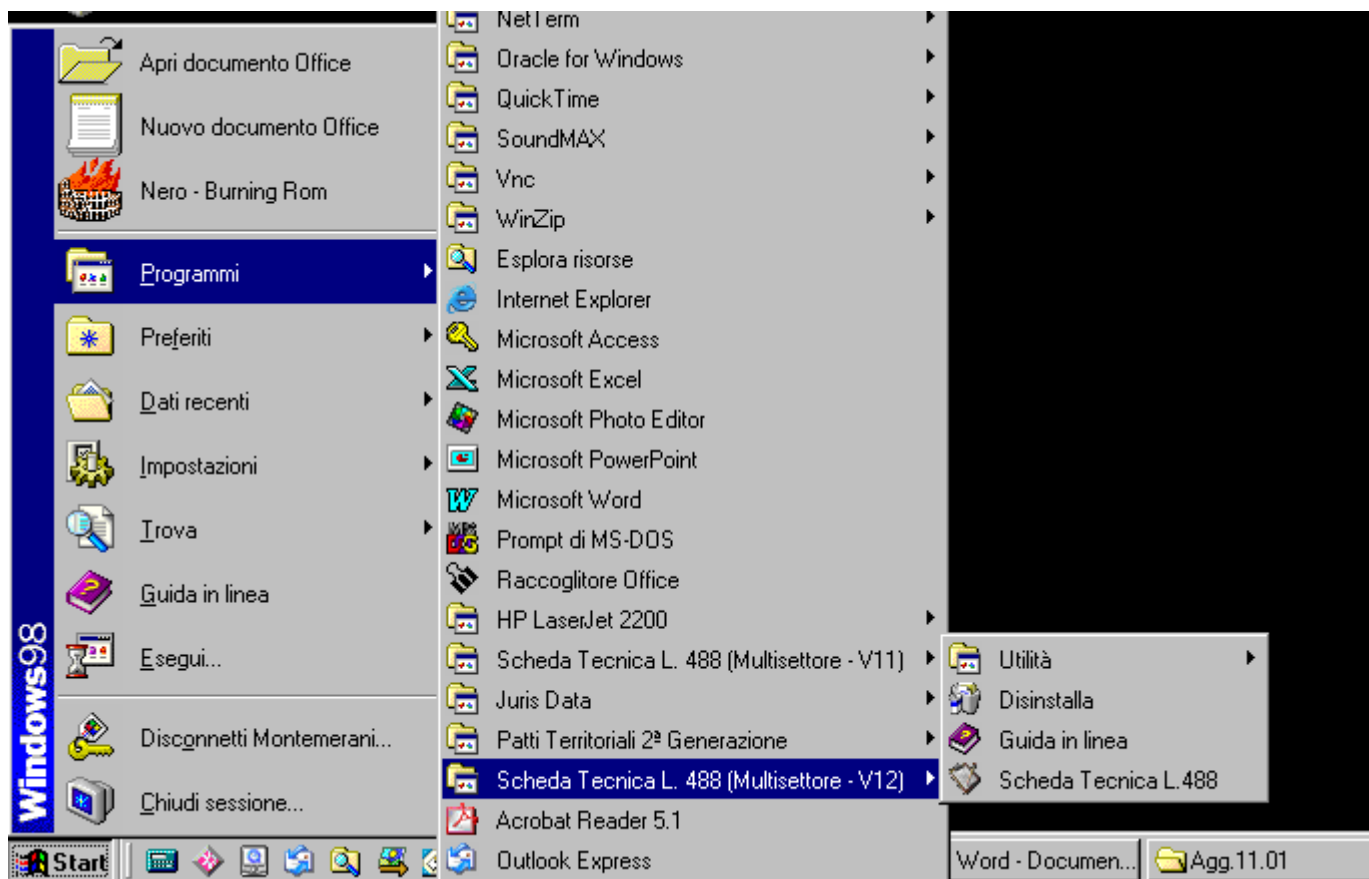 Apri documento Office
Nuovo documento Office
Nero - Burning Rom
Programmi
Preferiti
Dati recenti
Impostazioni
Trova
Guida in linea
Esegui...
Disconnetti Montemerani...
Chiudi sessione...
Windows98
NetTerm
Oracle for Windows
QuickTime
SoundMAX
Vnc
WinZip
Esplora risorse
Internet Explorer
Microsoft Access
Microsoft Excel
Microsoft Photo Editor
Microsoft PowerPoint
Microsoft Word
Prompt di MS-DOS
Raccoglitore Office
HP LaserJet 2200
Scheda Tecnica L. 488 (Multisettore - V11)
Juris Data
Patti Territoriali 2ª Generazione
Scheda Tecnica L. 488 (Multisettore - V12)
Acrobat Reader 5.1
Outlook Express
Utilità
Disinstalla
Guida in linea
Scheda Tecnica L.488
Start
Word - Documen...
Agg.11.01